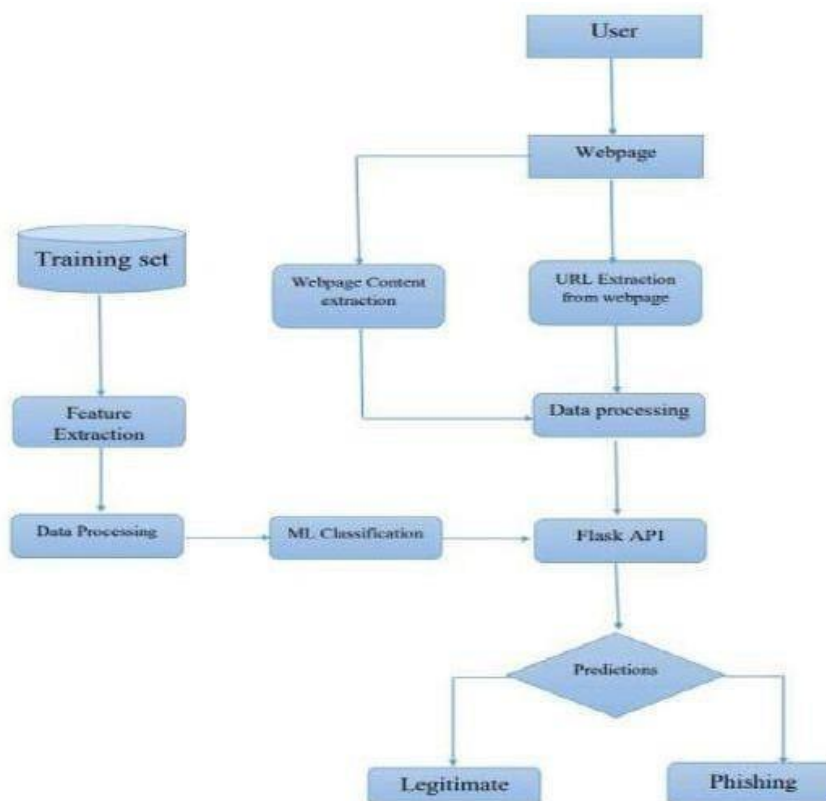 User
Webpage
Training set
Webpage Content
extraction
URL Extraction
from webpage
Feature
Extraction
Data processing
Data Processing
ML Classification
Flask API
Predictions
Legitimate
Phishing